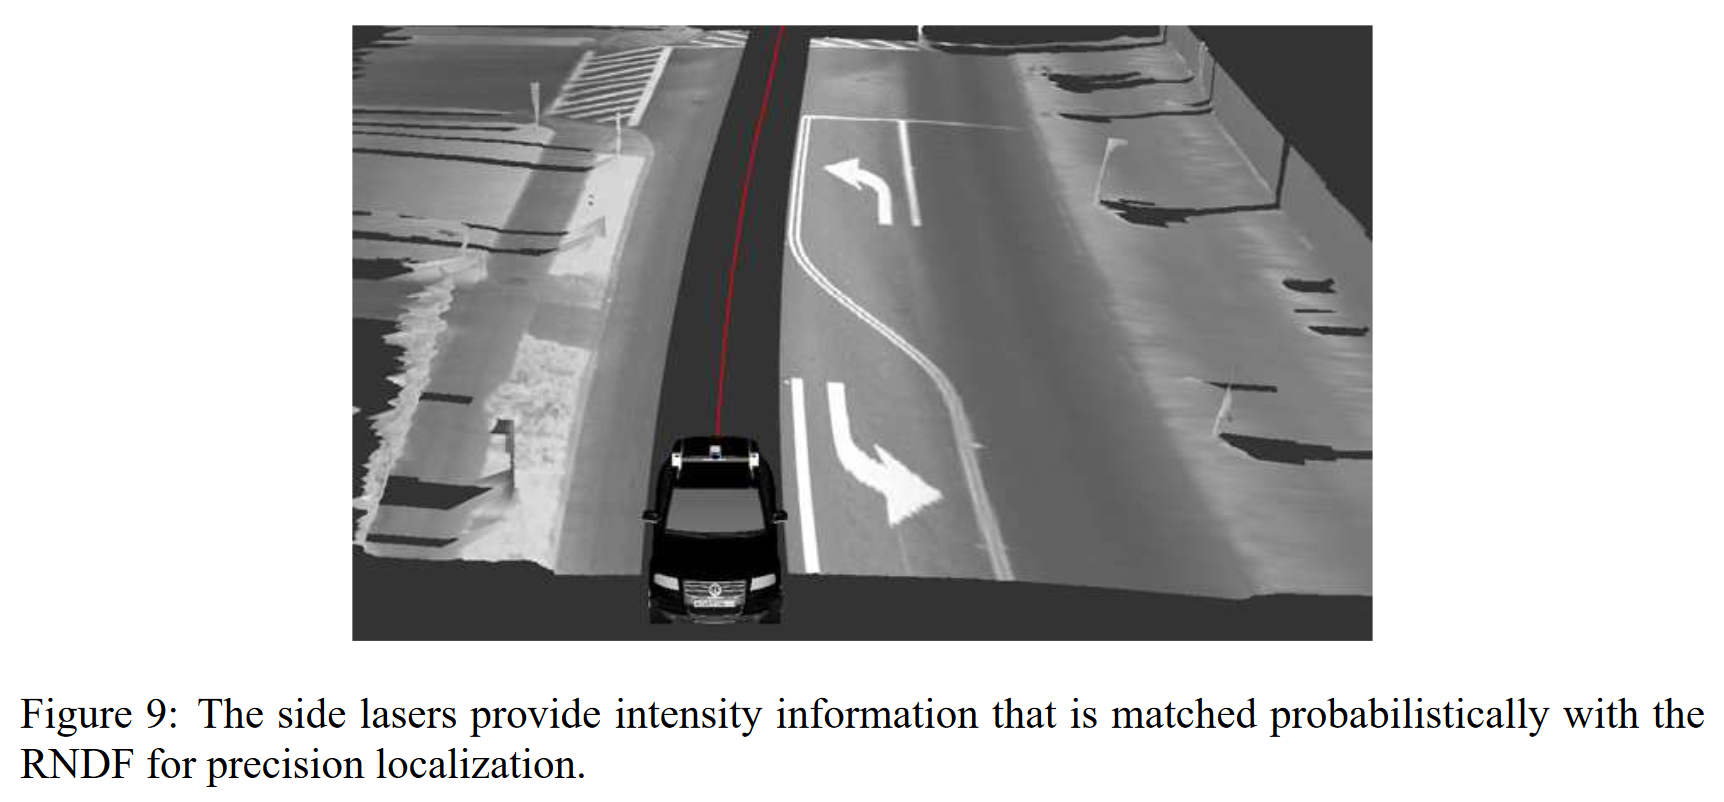 Figure 9: The side lasers provide intensity information that is matched probabilistically with the
RNDF for precision localization.